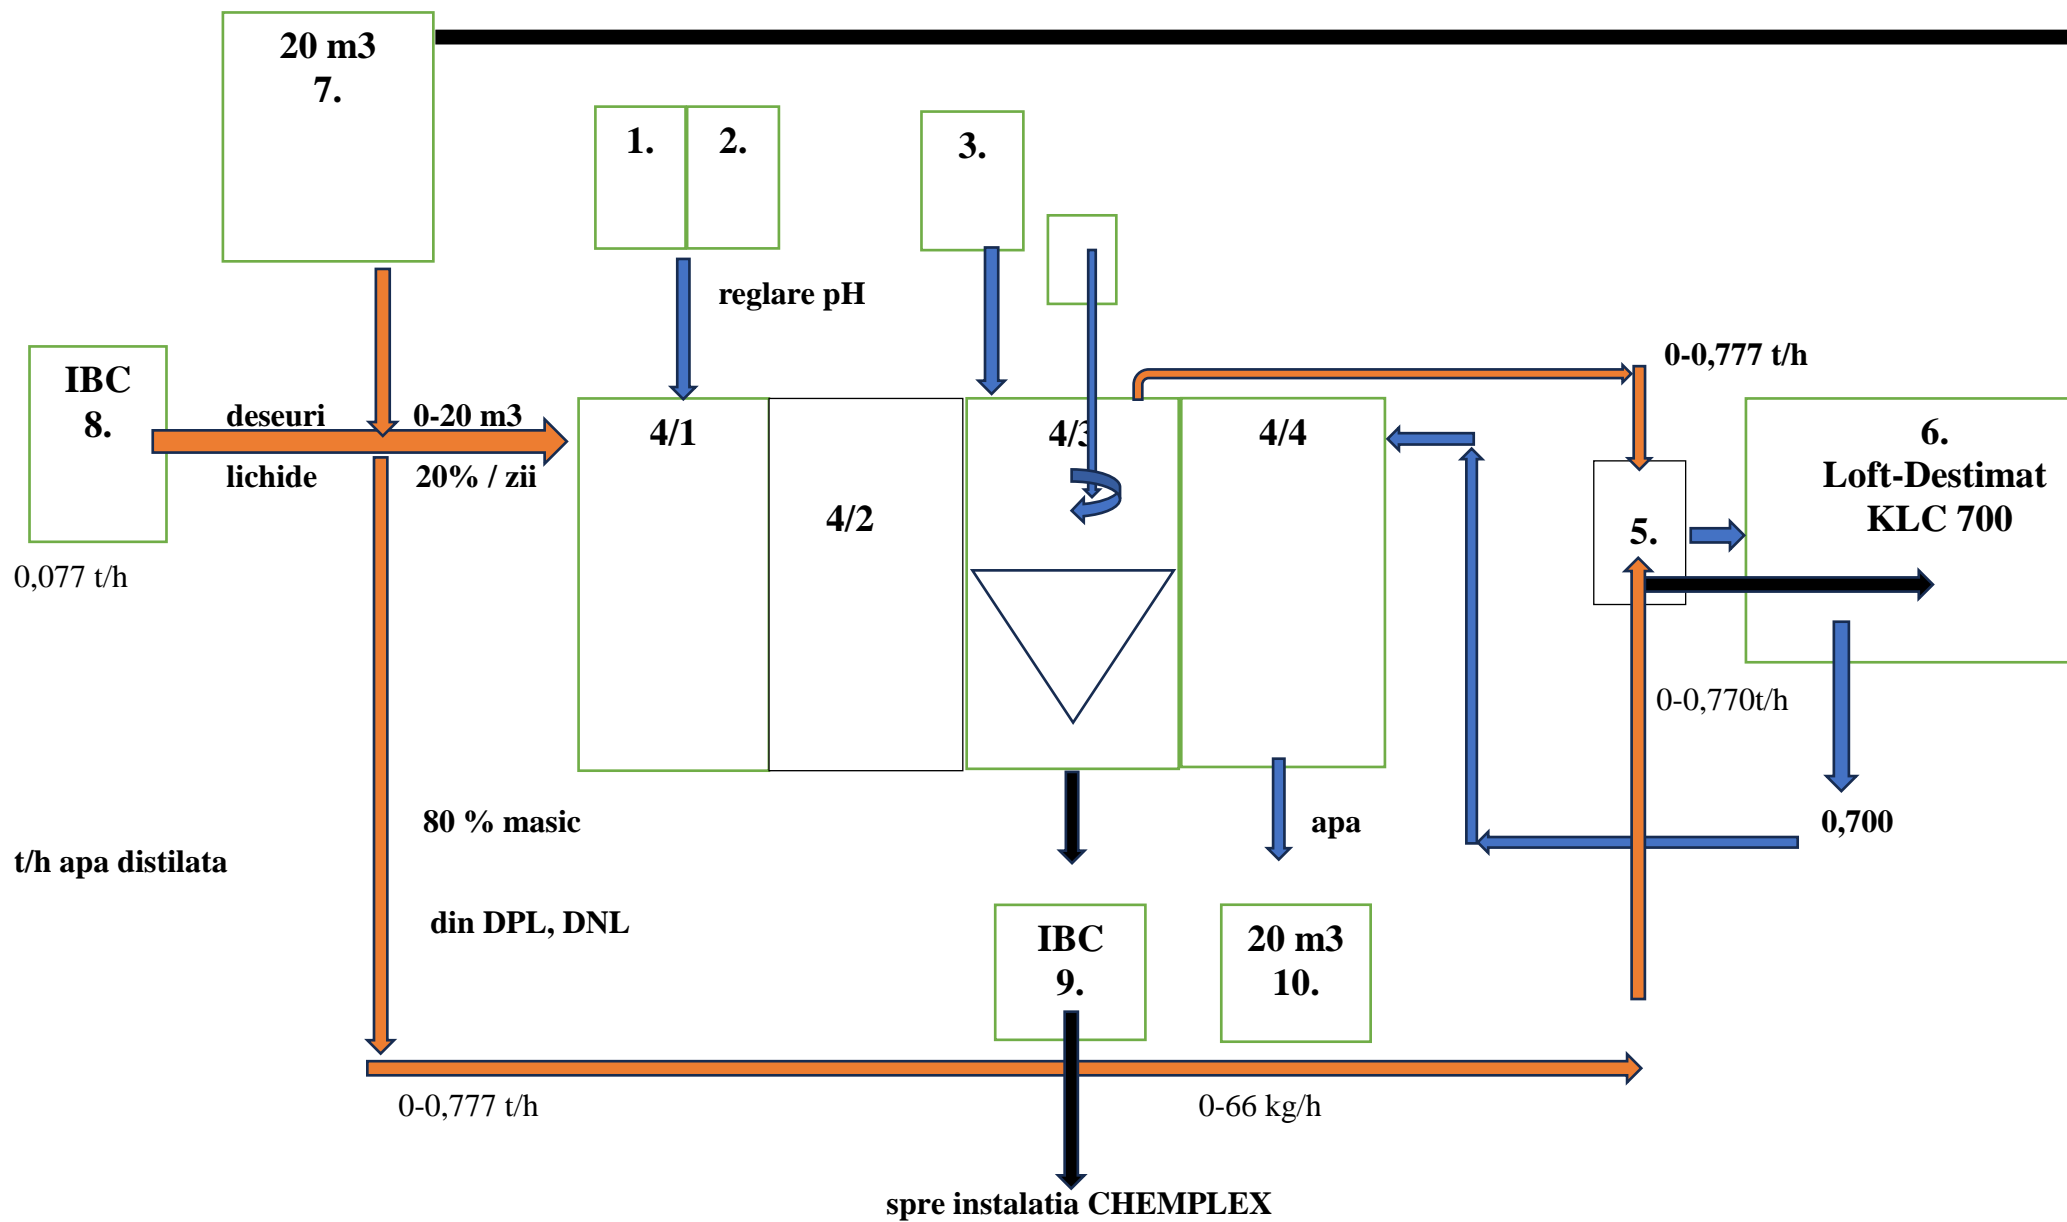 20 m3
7.
1.
2.
3.
reglare pH
0-0,777 t/h
IBC
8.
deseuri
0-20 m3
lichide
20% / zii
4/1
4/2
4/3
4/4
5.
6.
Loft-Destimat
KLC 700
0,077 t/h
0-0,770t/h
80 % masic
apa
0,700
t/h apa distilata
din DPL, DNL
IBC
9.
20 m3
10.
0-0,777 t/h
0-66 kg/h
spre instalatia CHEMPLEX